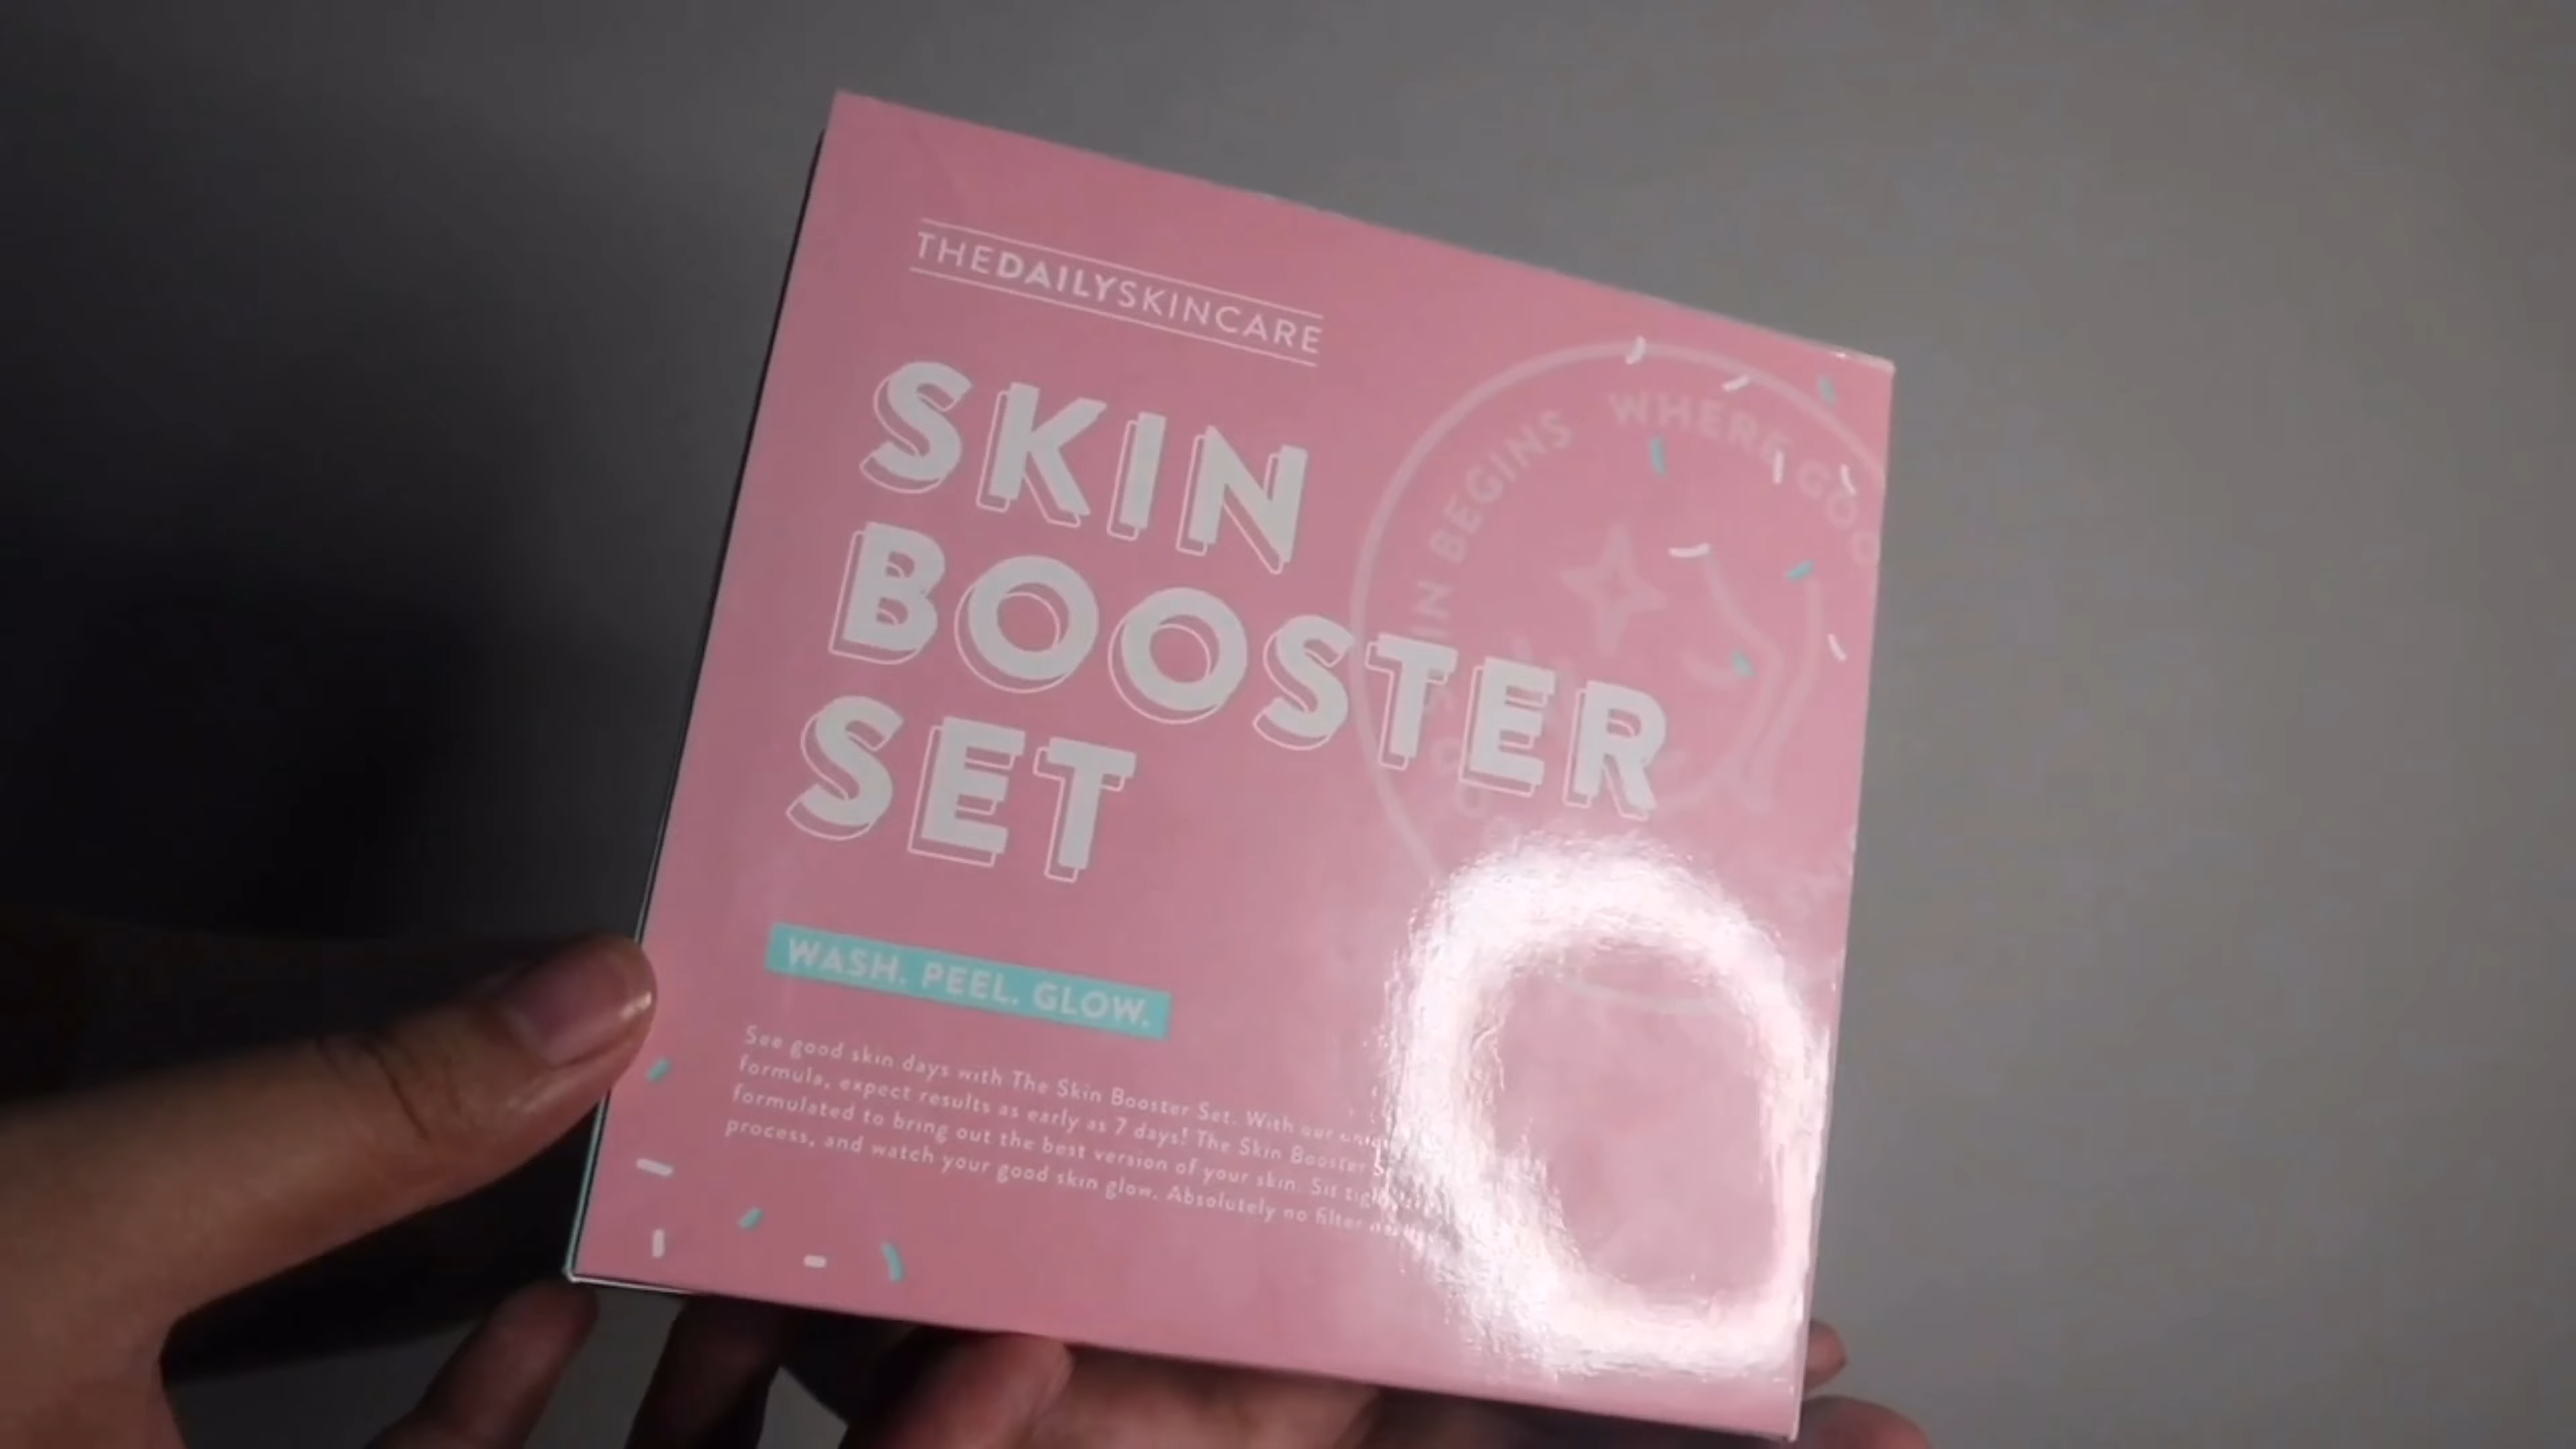 THEDAILYSKINCARE
SKIN
BOOSTER
SET
WHERE GOOD
SKIN BEGINS
WASH. PEEL. GLOW.
See good skin days with The Skin Booster Set. With our
formula, expect results as early as 7 days! The Skin Booster
formulated to bring out the best version of your skin. Sit
process, and watch your good skin glow. Absolutely no filter